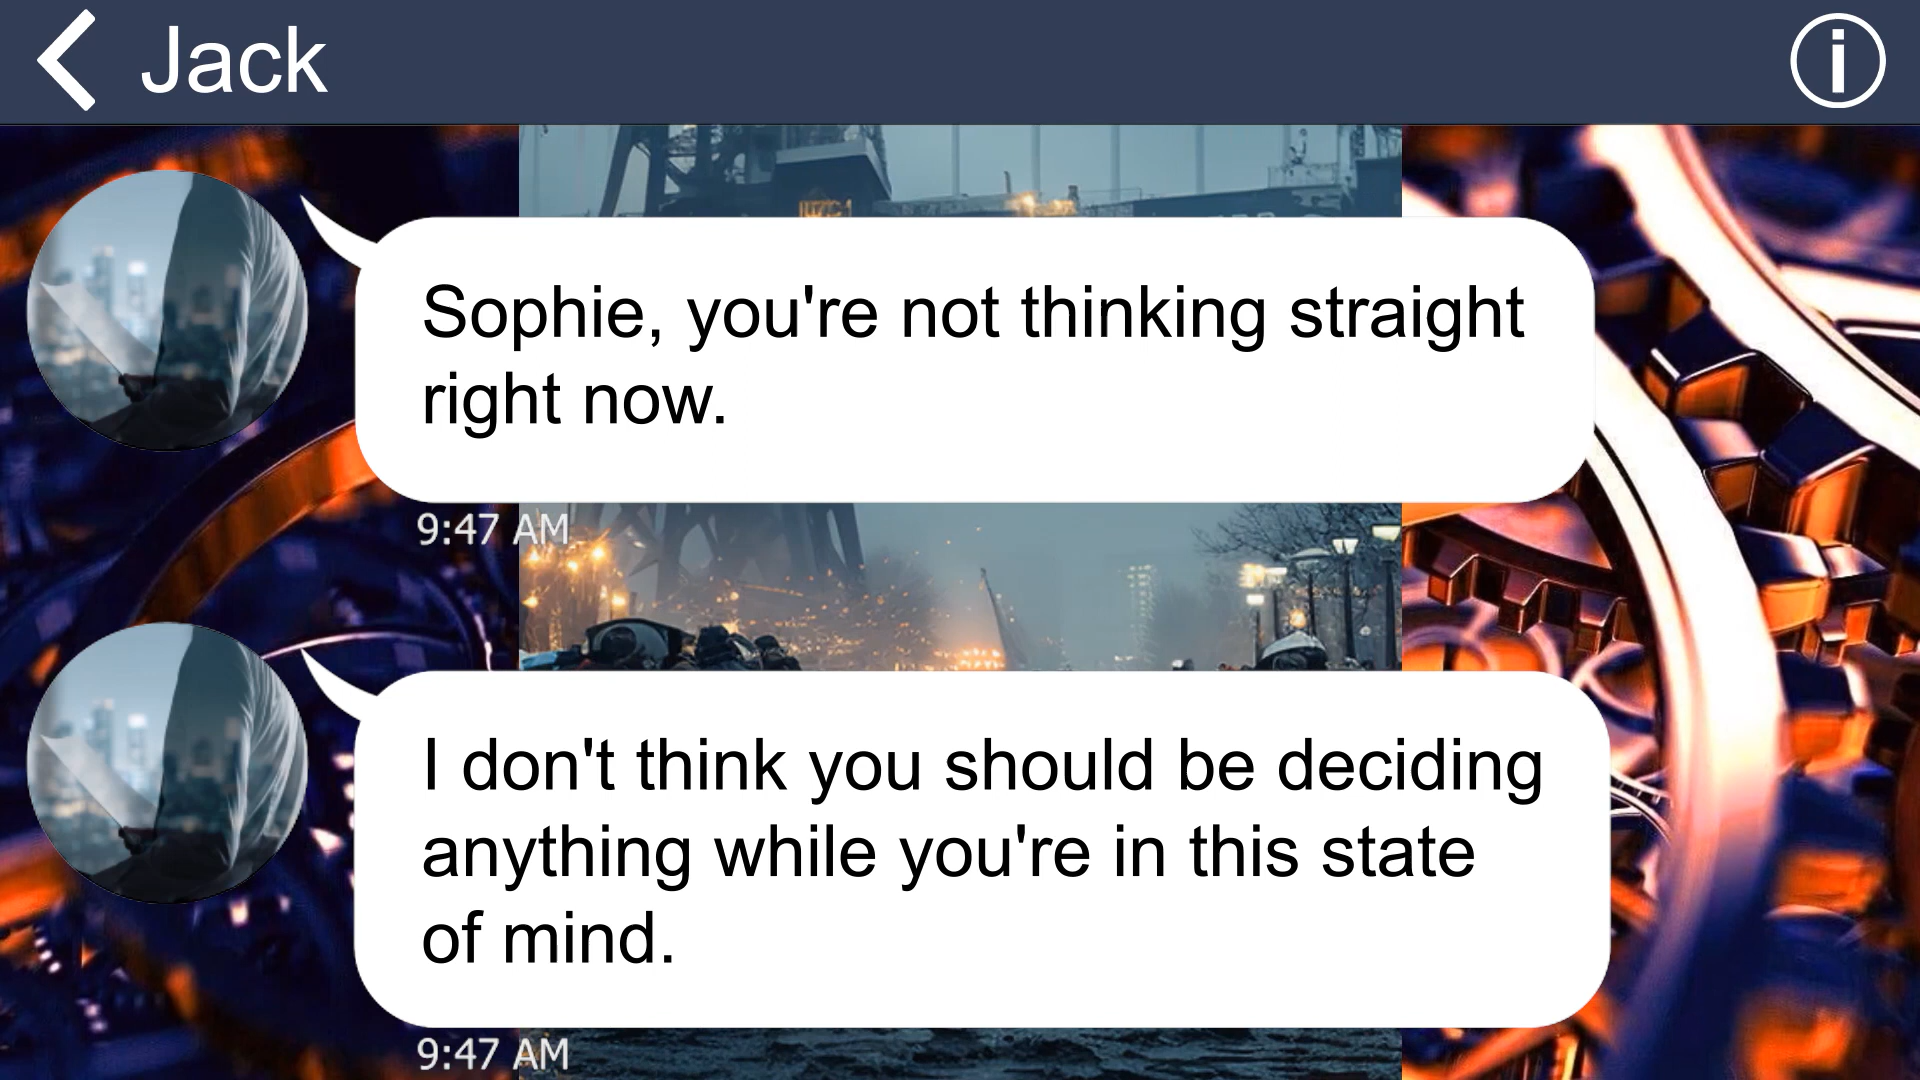 Jack
Sophie, you're not thinking straight
right now.
9:47 AM
I don't think you should be deciding
anything while you're in this state
of mind.
9:47 AM